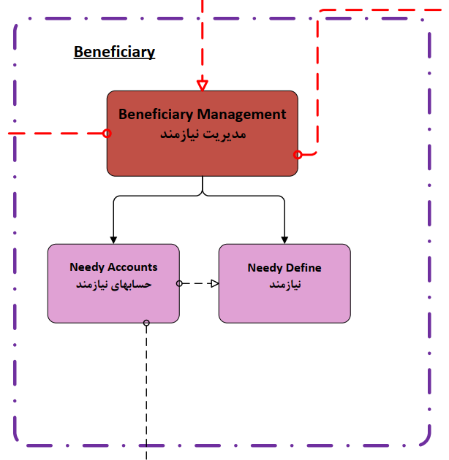 Beneficiary
Beneficiary Management
مدیریت نیازمند
Needy Accounts
حسابهای نیازمند
Needy Define
نیازمند